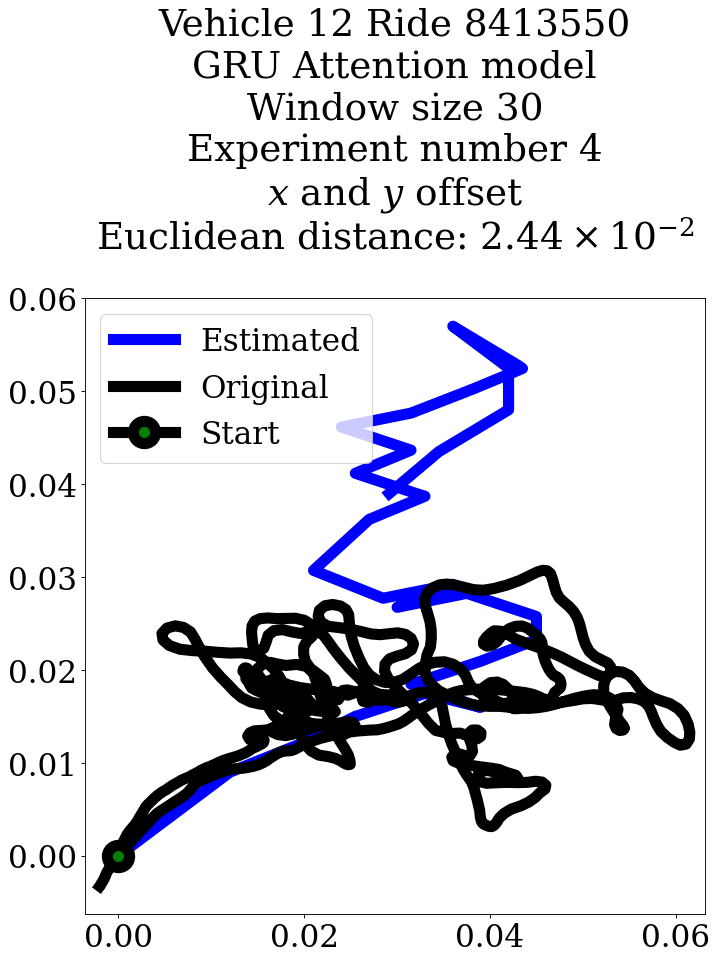 Vehicle 12 Ride 8413550
GRU Attention model
Window size 30
Experiment number 4
x and y offset
Euclidean distance: 2.44 × 10⁻²
0.06
0.05
0.04
0.03
0.02
0.01
0.00
Estimated
Original
Start
0.00 0.02 0.04 0.06